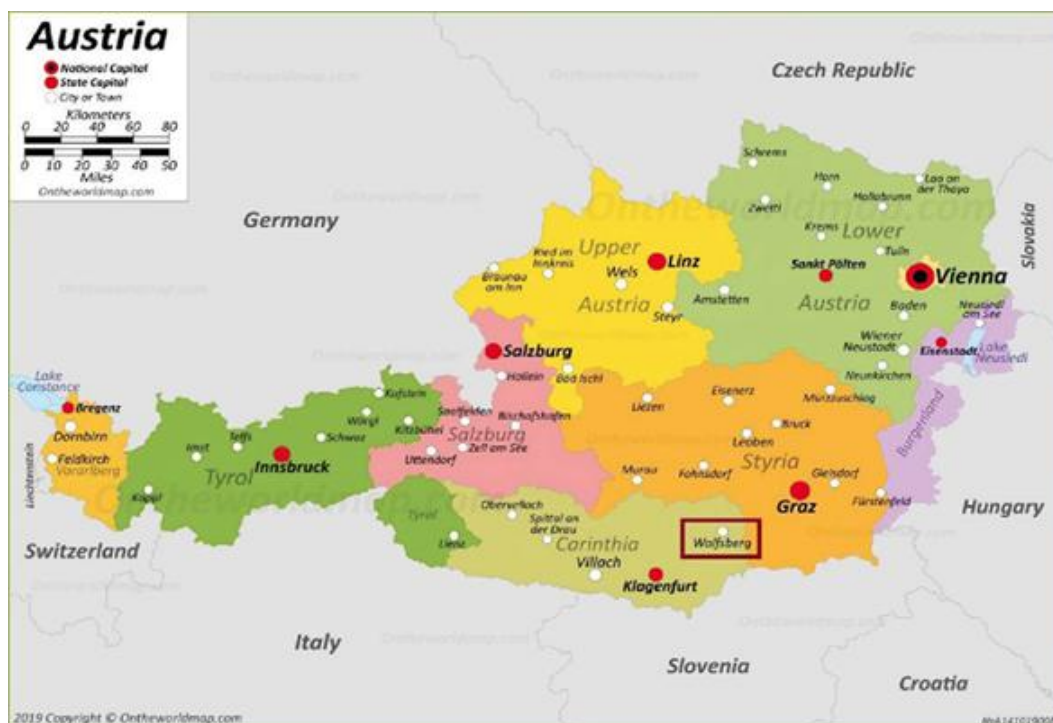 Austria
National Capital
State Capital
City or Town
Kilometers
0 20 40 60 80
0 10 20 30 40 50
Miles
Ontheworldmap.com
Czech Republic
Germany
Slovakia
Hungary
Switzerland
Liechtenstein
Italy
Slovenia
Croatia
Schrems
Horn
Laa an
der Thaya
Zwettl
Hollabrunn
Krems
Lower
Austria
Tulln
Sankt Pölten
Vienna
Amstetten
Baden
Wiener
Neustadt
Neunkirchen
Neusiedl
am See
Eisenstadt
Lake
Neusiedl
Burgenland
Upper
Austria
Linz
Ried im
Innkreis
Braunau
am Inn
Wels
Steyr
Bad Ischl
Salzburg
Hallein
Saalfelden
Bischofshofen
Salzburg
Zell am See
Uttendorf
Lake
Constance
Bregenz
Dornbirn
Feldkirch
Vorarlberg
Kufstein
Wörgl
Kitzbühel
Schwaz
Telfs
Imst
Tyrol
Innsbruck
Kappl
Tyrol
Lienz
Liezen
Eisenerz
Murzzuschlag
Bruck
Leoben
Styria
Fohnsdorf
Murau
Gleisdorf
Graz
Fürstenfeld
Obervellach
Spittal an
der Drau
Carinthia
Villach
Klagenfurt
Wolfsberg
Ontheworldmap.com
2019 Copyright © Ontheworldmap.com